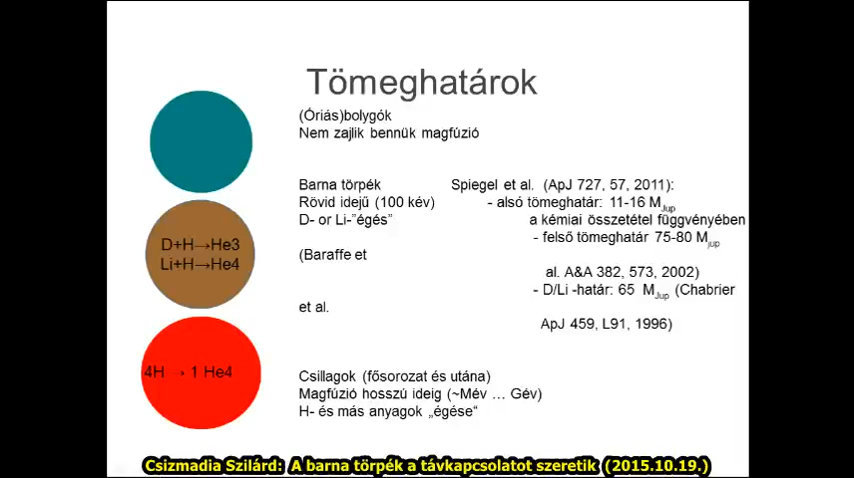 Tömeghatárok
(Óriás)bolygók
Nem zajlik bennük magfúzió
Barna törpék Spiegel et al. (ApJ 727, 57, 2011):
Rövid idejű (100 kév) - alsó tömeghatár: 11-16 MJup
D- or Li-"égés” a kémiai összetétel függvényében
D+H→He3 - felső tömeghatár 75-80 Mjup
Li+H→He4 (Baraffe et
al. A&A 382, 573, 2002)
- D/Li -határ: 65 MJup (Chabrier
et al.
ApJ 459, L91, 1996)
4H → 1 He4
Csillagok (fősorozat és utána)
Magfúzió hosszú ideig (~Mév … Gév)
H- és más anyagok „égése“
Csizmadia Szilárd: A barna törpék a távkapcsolatot szeretik (2015.10.19.)